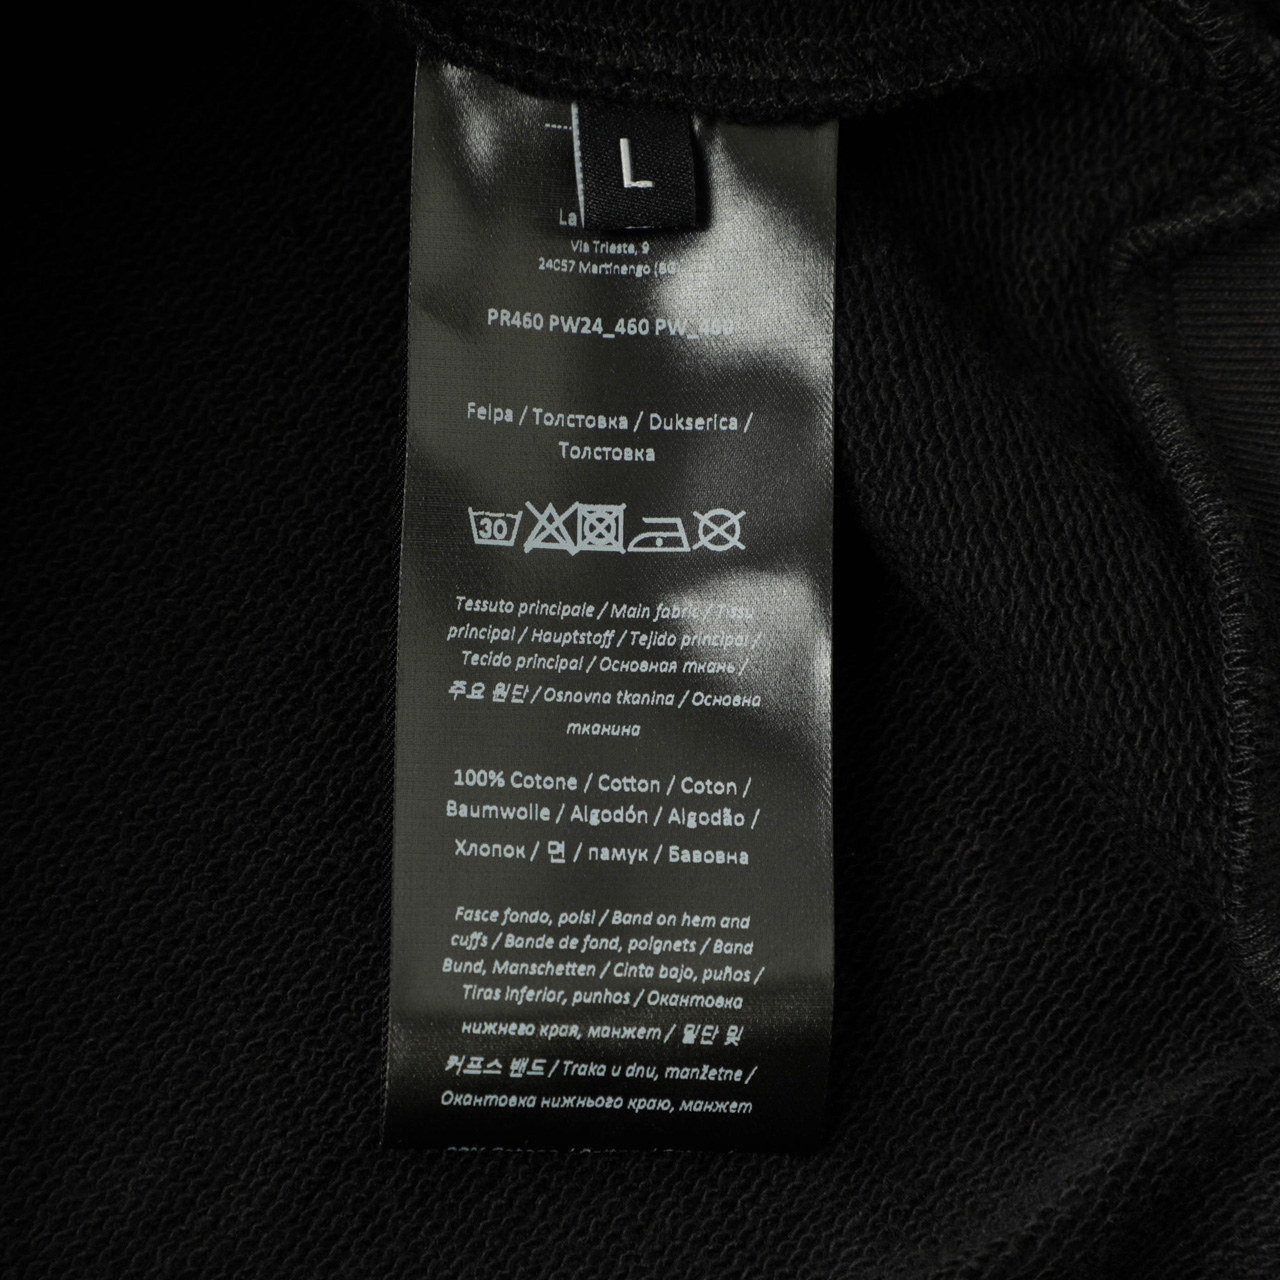 L
La
Via Trieste, 9
24057 Martinengo (BG)
PR460 PW24_460 PW_460
Felpa / Толстовка / Dukserica /
Толстовка
30
Tessuto principale / Main fabric / Tissu
principal / Hauptstoff / Tejido principal /
Tecido principal / Основная ткань /
주요 원단 / Osnovna tkanina / Основна
тканина
100% Cotone / Cotton / Coton /
Baumwolle / Algodón / Algodão /
Хлопок / 면 / памук / Бавовна
Fasce fondo, polsi / Band on hem and
cuffs / Bande de fond, poignets / Band
Bund, Manschetten / Cinta bajo, puños /
Tiras inferior, punhos / Окантовка
нижнего края, манжет / 밑단 및
커프스 밴드 / Traka u dnu, manžetne /
Окантовка нижнього краю, манжет